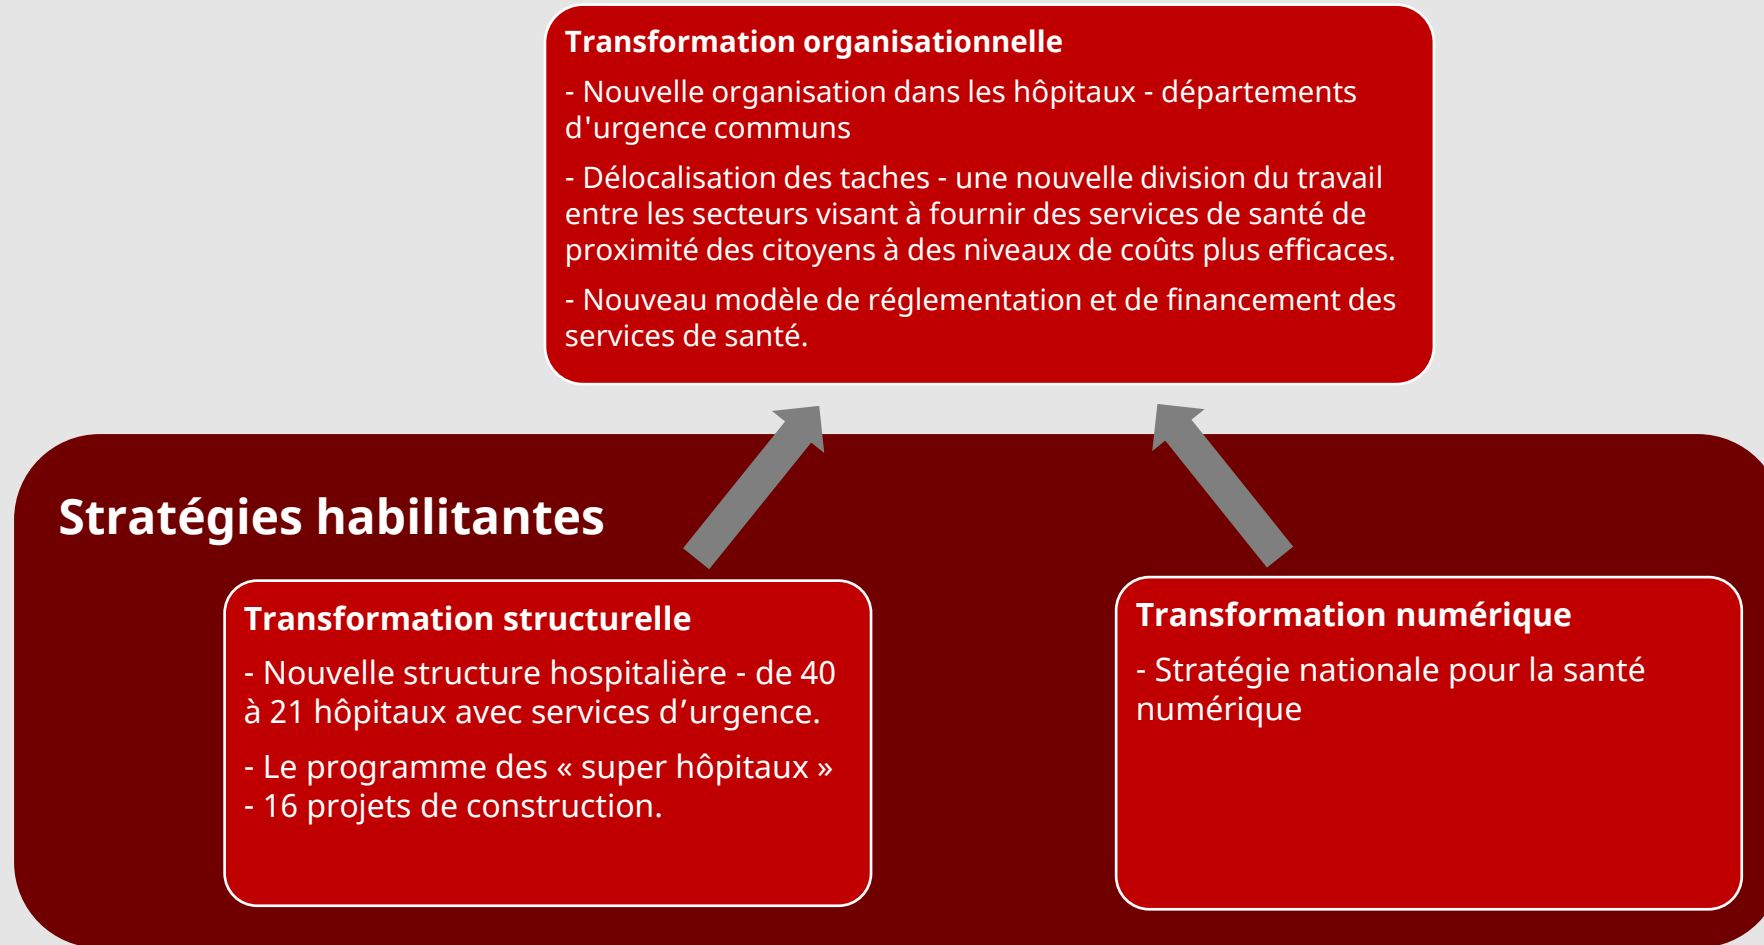 Transformation organisationnelle
- Nouvelle organisation dans les hôpitaux - départements
d'urgence communs
- Délocalisation des taches - une nouvelle division du travail
entre les secteurs visant à fournir des services de santé de
proximité des citoyens à des niveaux de coûts plus efficaces.
- Nouveau modèle de réglementation et de financement des
services de santé.
Stratégies habilitantes
Transformation structurelle
- Nouvelle structure hospitalière - de 40
à 21 hôpitaux avec services d’urgence.
- Le programme des « super hôpitaux »
- 16 projets de construction.
Transformation numérique
- Stratégie nationale pour la santé
numérique